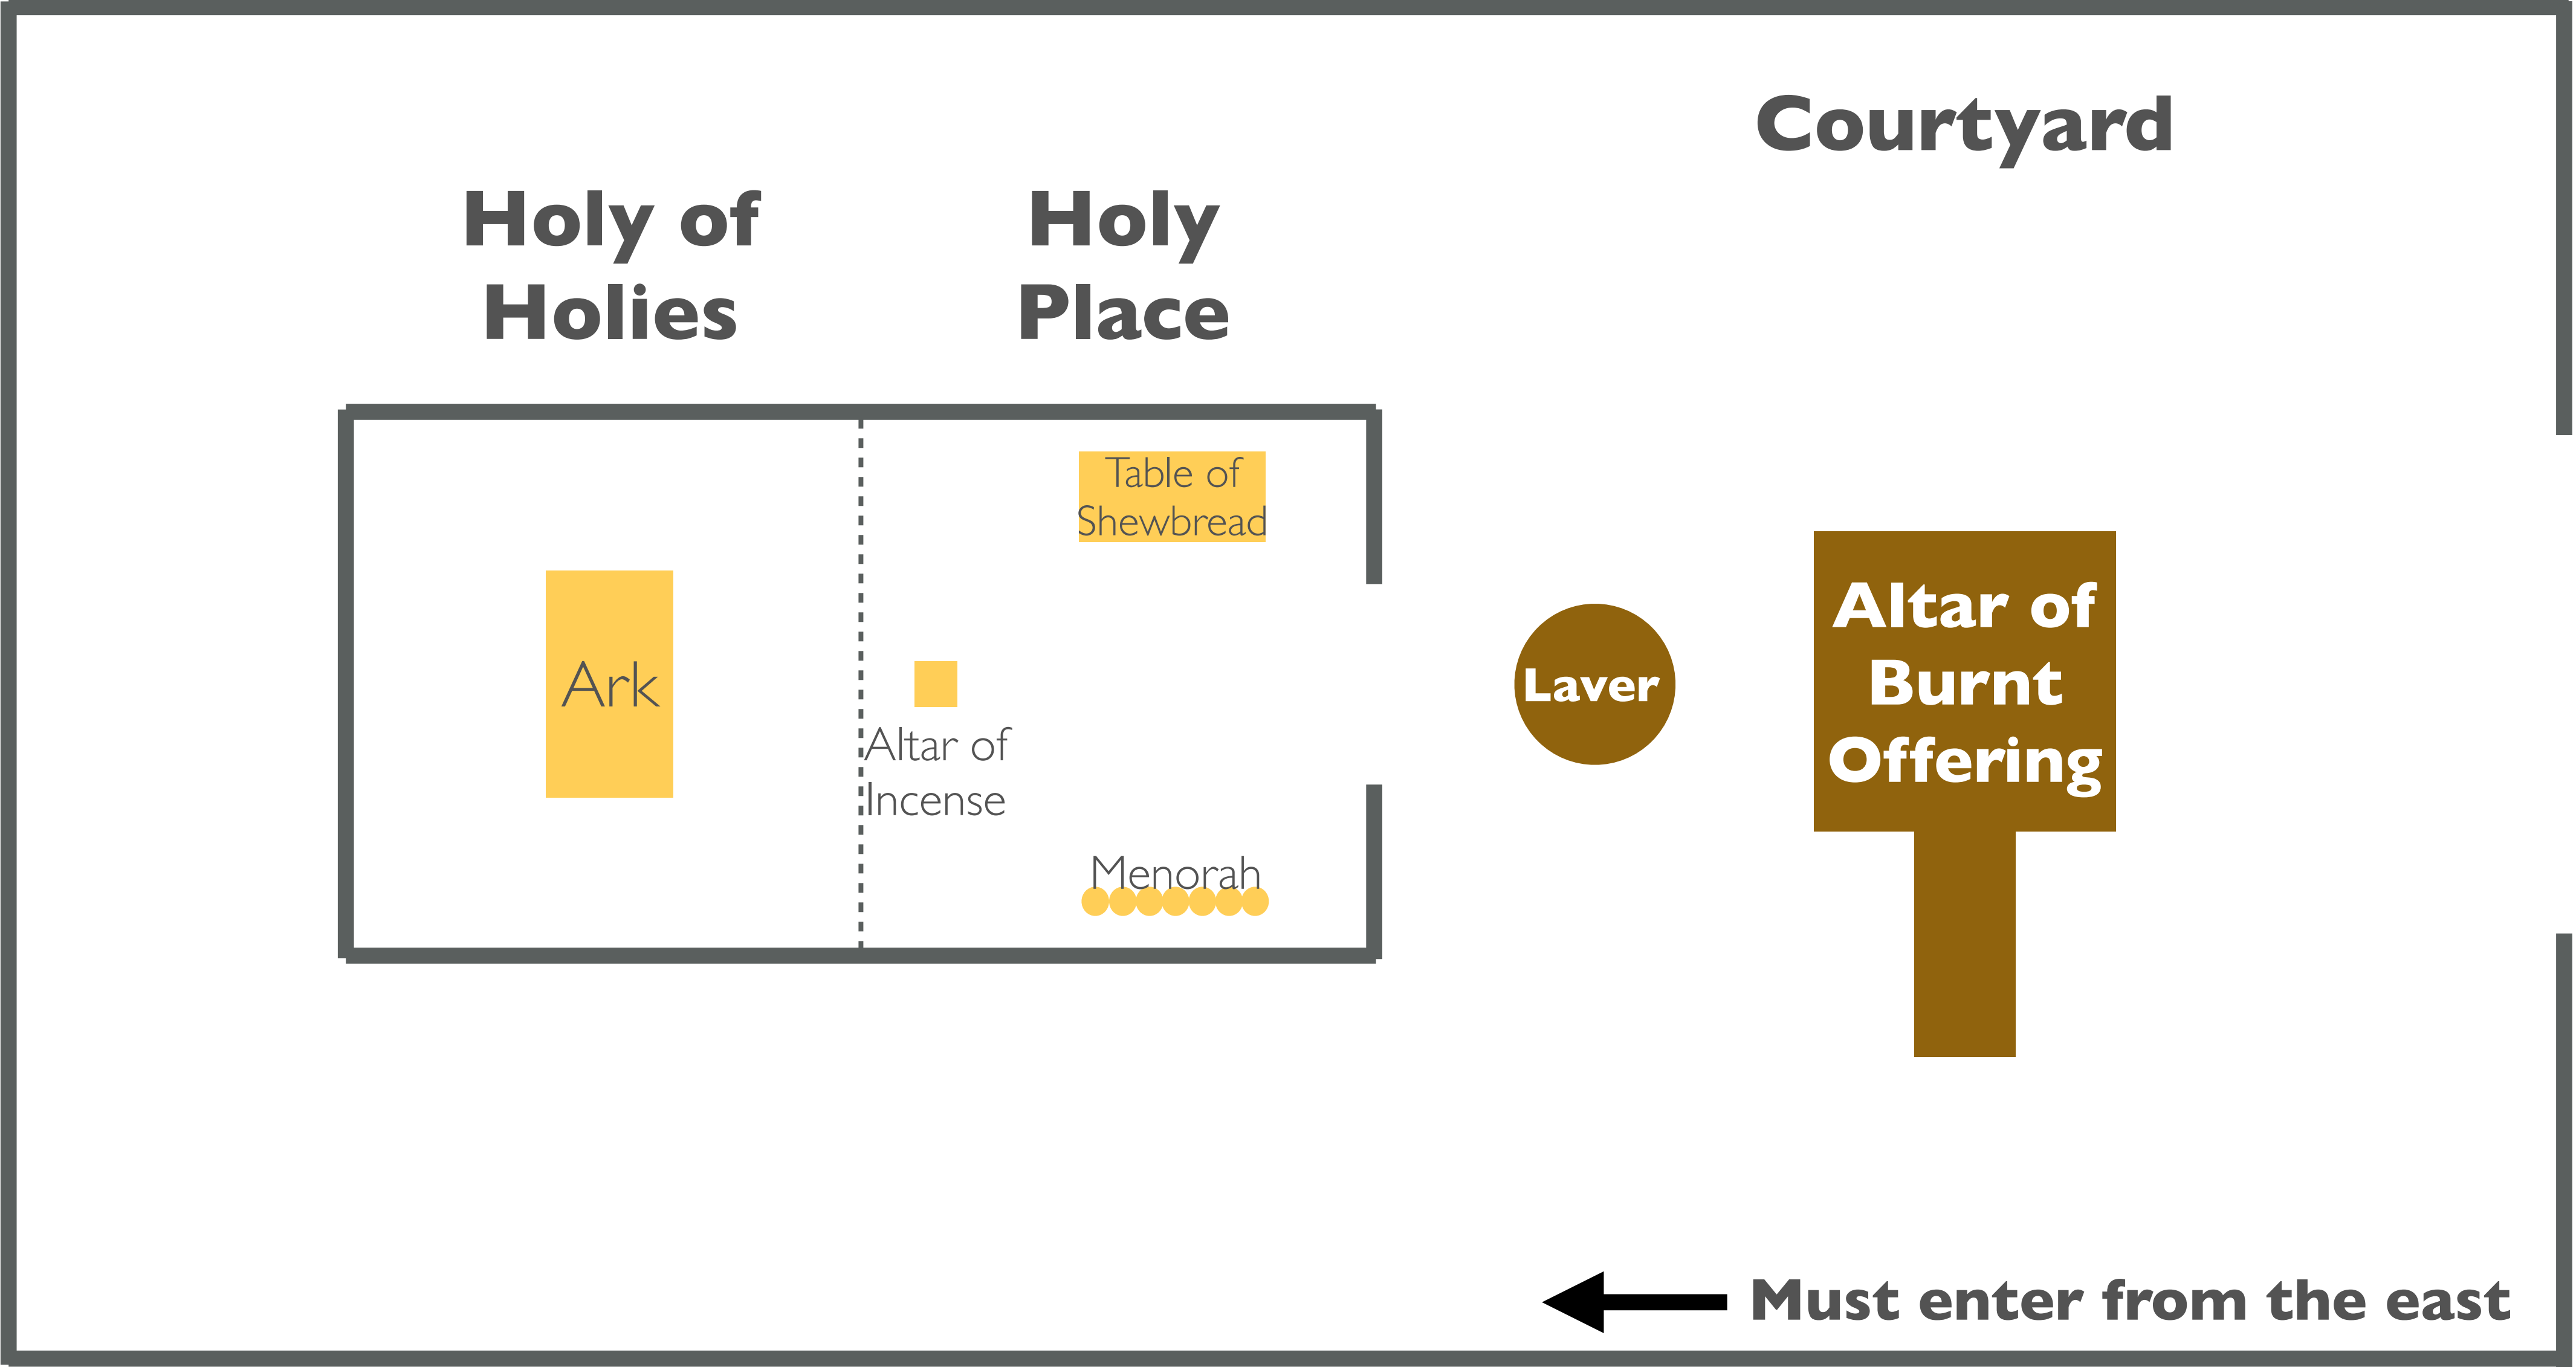 Courtyard
Holy of
Holies
Holy
Place
Table of
Shewbread
Ark
Altar of
Incense
Menorah
Laver
Altar of
Burnt
Offering
Must enter from the east